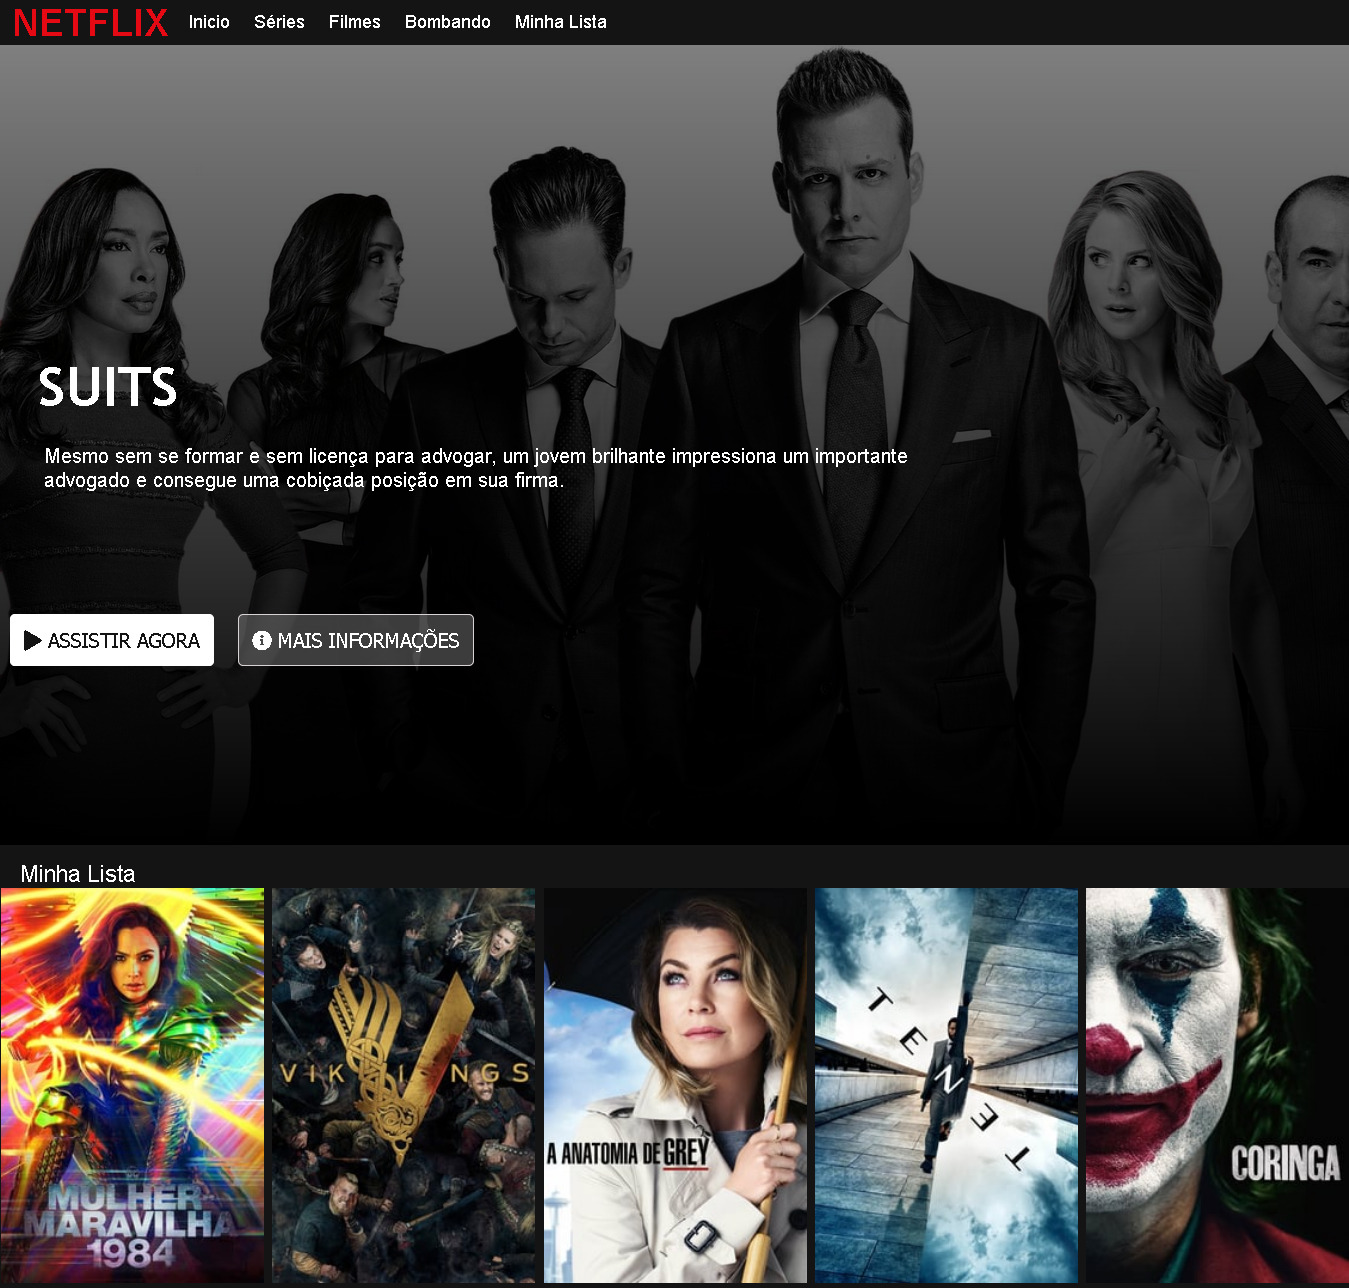 NETFLIX Inicio Séries Filmes Bombando Minha Lista
SUITS
Mesmo sem se formar e sem licença para advogar, um jovem brilhante impressiona um importante
advogado e consegue uma cobiçada posição em sua firma.
ASSISTIR AGORA MAIS INFORMAÇÕES
Minha Lista
MULHER-
MARAVILHA
1984
VIKINGS
A ANATOMIA DE GREY
TENET
CORINGA